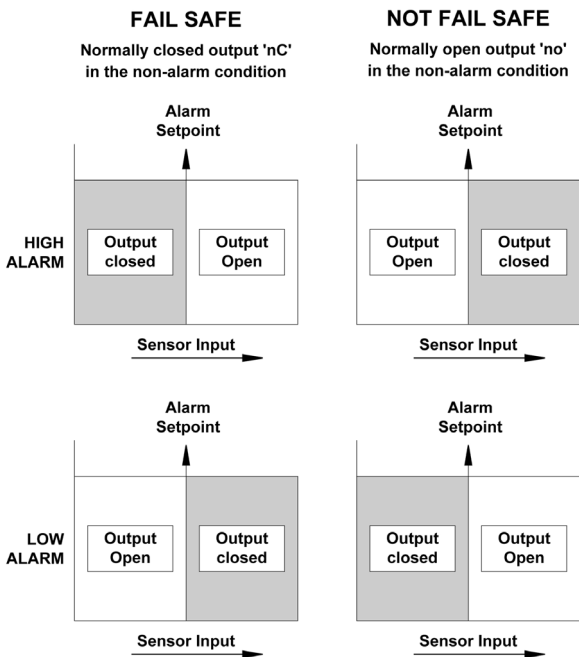 FAIL SAFE
Normally closed output 'nC'
in the non-alarm condition
NOT FAIL SAFE
Normally open output 'no'
in the non-alarm condition
Alarm
Setpoint
Alarm
Setpoint
HIGH
ALARM
Output
closed
Output
Open
Output
Open
Output
closed
Sensor Input
Sensor Input
Alarm
Setpoint
Alarm
Setpoint
LOW
ALARM
Output
Open
Output
closed
Output
closed
Output
Open
Sensor Input
Sensor Input